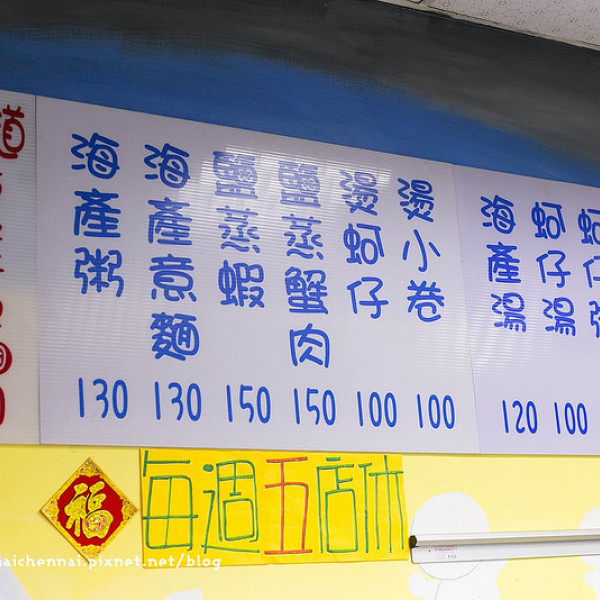 海產粥 130
海產意麵 130
鹽蒸蝦 150
鹽蒸蟹肉 150
燙蚵仔 100
燙小卷 100
海產湯 120
蚵仔湯 100
蚵仔
福
每週五店休
aichennai.pixnet.net/blog